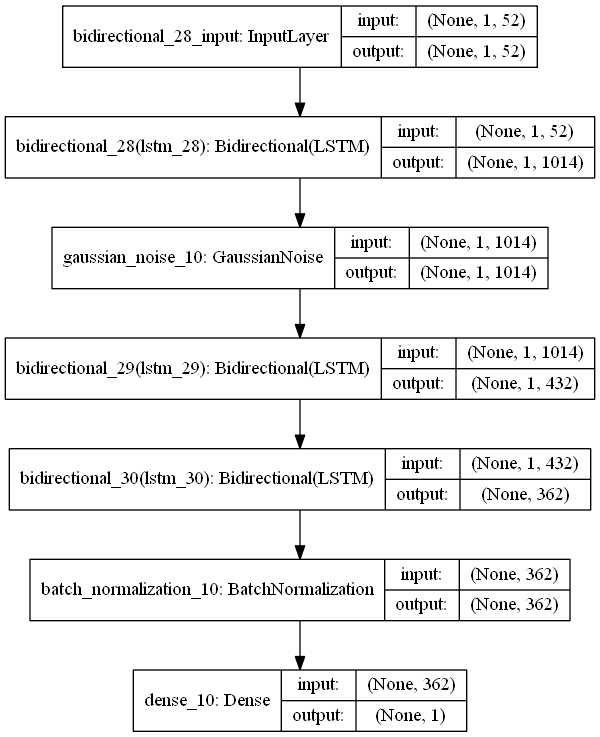 bidirectional_28_input: InputLayer
input: (None, 1, 52)
output: (None, 1, 52)
bidirectional_28(lstm_28): Bidirectional(LSTM)
input: (None, 1, 52)
output: (None, 1, 1014)
gaussian_noise_10: GaussianNoise
input: (None, 1, 1014)
output: (None, 1, 1014)
bidirectional_29(lstm_29): Bidirectional(LSTM)
input: (None, 1, 1014)
output: (None, 1, 432)
bidirectional_30(lstm_30): Bidirectional(LSTM)
input: (None, 1, 432)
output: (None, 362)
batch_normalization_10: BatchNormalization
input: (None, 362)
output: (None, 362)
dense_10: Dense
input: (None, 362)
output: (None, 1)